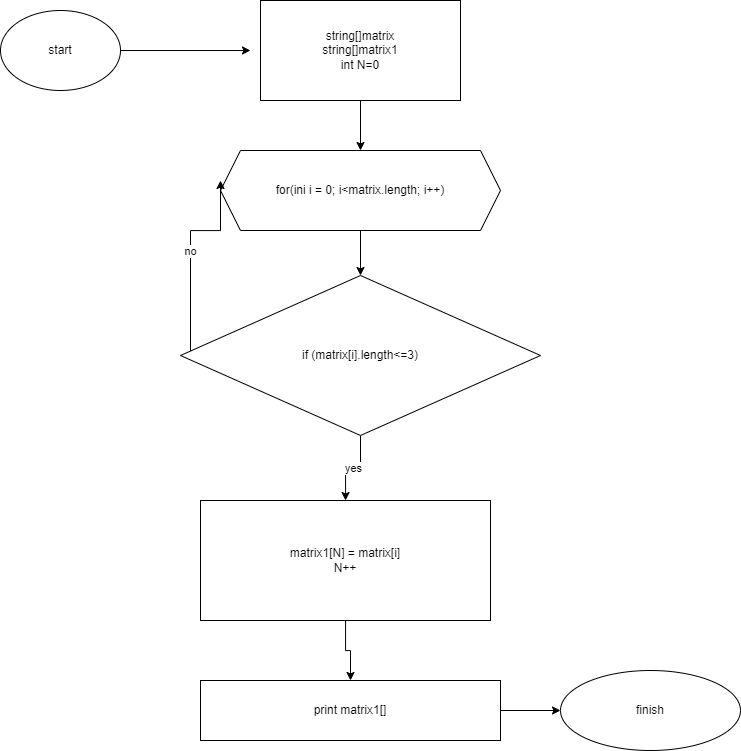 start
string[]matrix
string[]matrix1
int N=0
for(ini i = 0; i<matrix.length; i++)
no
if (matrix[i].length<=3)
yes
matrix1[N] = matrix[i]
N++
print matrix1[]
finish